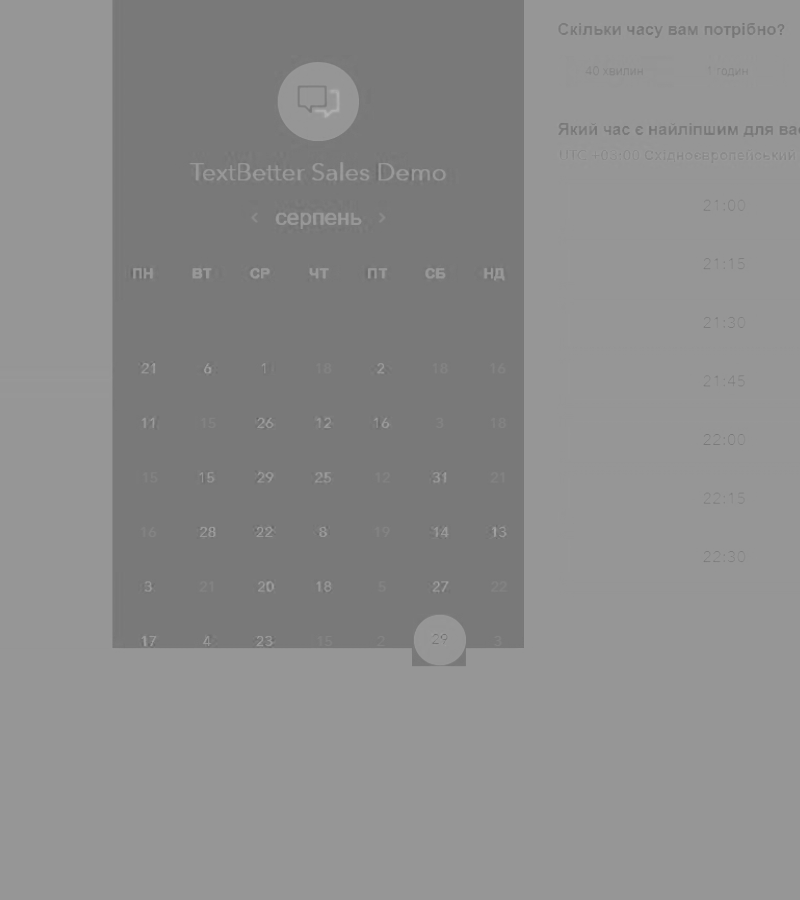 TextBetter Sales Demo
< серпень >
ПН ВТ СР ЧТ ПТ СБ НД
21 6 1 18 2 18 16
11 15 26 12 16 3 18
15 15 29 25 12 31 21
16 28 22 8 19 14 13
3 21 20 18 5 27 22
17 4 23 15 2 29 3
Скільки часу вам потрібно?
40 хвилин 1 годин
Який час є найліпшим для ва
UTC +03:00 Східноєвропейський
21:00
21:15
21:30
21:45
22:00
22:15
22:30